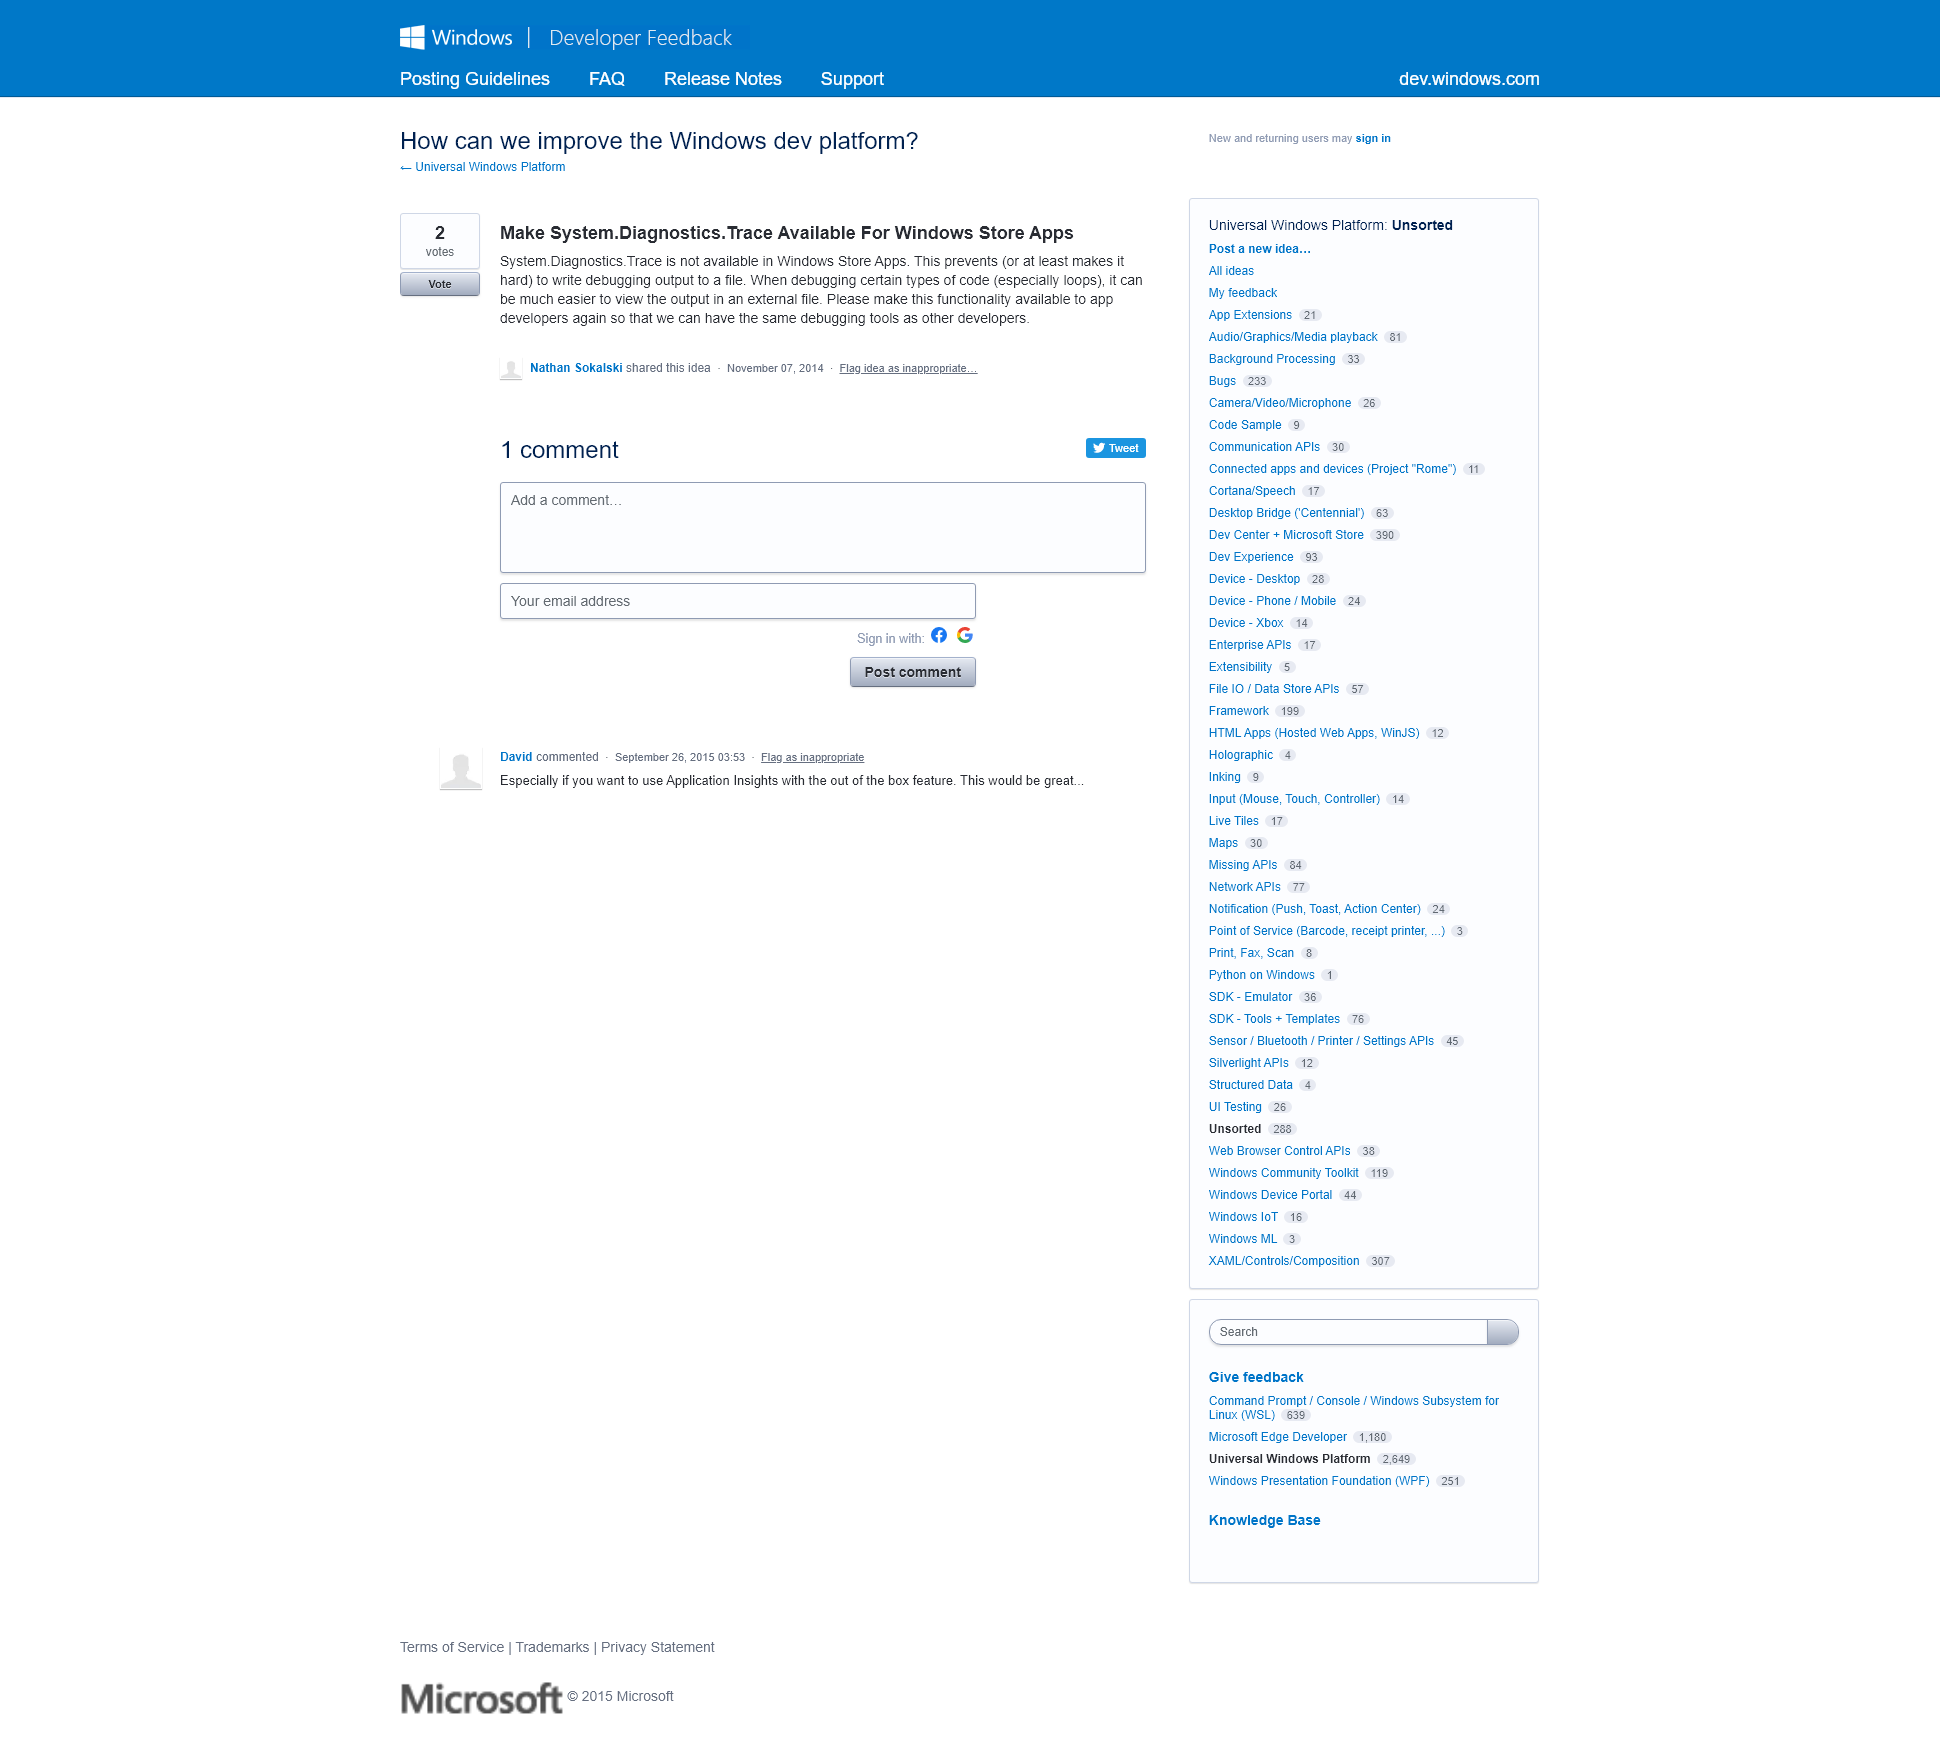 Windows | Developer Feedback
Posting Guidelines FAQ Release Notes Support dev.windows.com
How can we improve the Windows dev platform?
← Universal Windows Platform
New and returning users may sign in
2
votes
Vote
Make System.Diagnostics.Trace Available For Windows Store Apps
System.Diagnostics.Trace is not available in Windows Store Apps. This prevents (or at least makes it
hard) to write debugging output to a file. When debugging certain types of code (especially loops), it can
be much easier to view the output in an external file. Please make this functionality available to app
developers again so that we can have the same debugging tools as other developers.
Nathan Sokalski shared this idea · November 07, 2014 · Flag idea as inappropriate…
1 comment
Tweet
Add a comment…
Your email address
Sign in with:
Post comment
David commented · September 26, 2015 03:53 · Flag as inappropriate
Especially if you want to use Application Insights with the out of the box feature. This would be great...
Universal Windows Platform: Unsorted
Post a new idea…
All ideas
My feedback
App Extensions 21
Audio/Graphics/Media playback 81
Background Processing 33
Bugs 233
Camera/Video/Microphone 26
Code Sample 9
Communication APIs 30
Connected apps and devices (Project "Rome") 11
Cortana/Speech 17
Desktop Bridge ('Centennial') 63
Dev Center + Microsoft Store 390
Dev Experience 93
Device - Desktop 28
Device - Phone / Mobile 24
Device - Xbox 14
Enterprise APIs 17
Extensibility 5
File IO / Data Store APIs 57
Framework 199
HTML Apps (Hosted Web Apps, WinJS) 12
Holographic 4
Inking 9
Input (Mouse, Touch, Controller) 14
Live Tiles 17
Maps 30
Missing APIs 84
Network APIs 77
Notification (Push, Toast, Action Center) 24
Point of Service (Barcode, receipt printer, ...) 3
Print, Fax, Scan 8
Python on Windows 1
SDK - Emulator 36
SDK - Tools + Templates 76
Sensor / Bluetooth / Printer / Settings APIs 45
Silverlight APIs 12
Structured Data 4
UI Testing 26
Unsorted 288
Web Browser Control APIs 38
Windows Community Toolkit 119
Windows Device Portal 44
Windows IoT 16
Windows ML 3
XAML/Controls/Composition 307
Search
Give feedback
Command Prompt / Console / Windows Subsystem for
Linux (WSL) 639
Microsoft Edge Developer 1,180
Universal Windows Platform 2,649
Windows Presentation Foundation (WPF) 251
Knowledge Base
Terms of Service | Trademarks | Privacy Statement
Microsoft © 2015 Microsoft